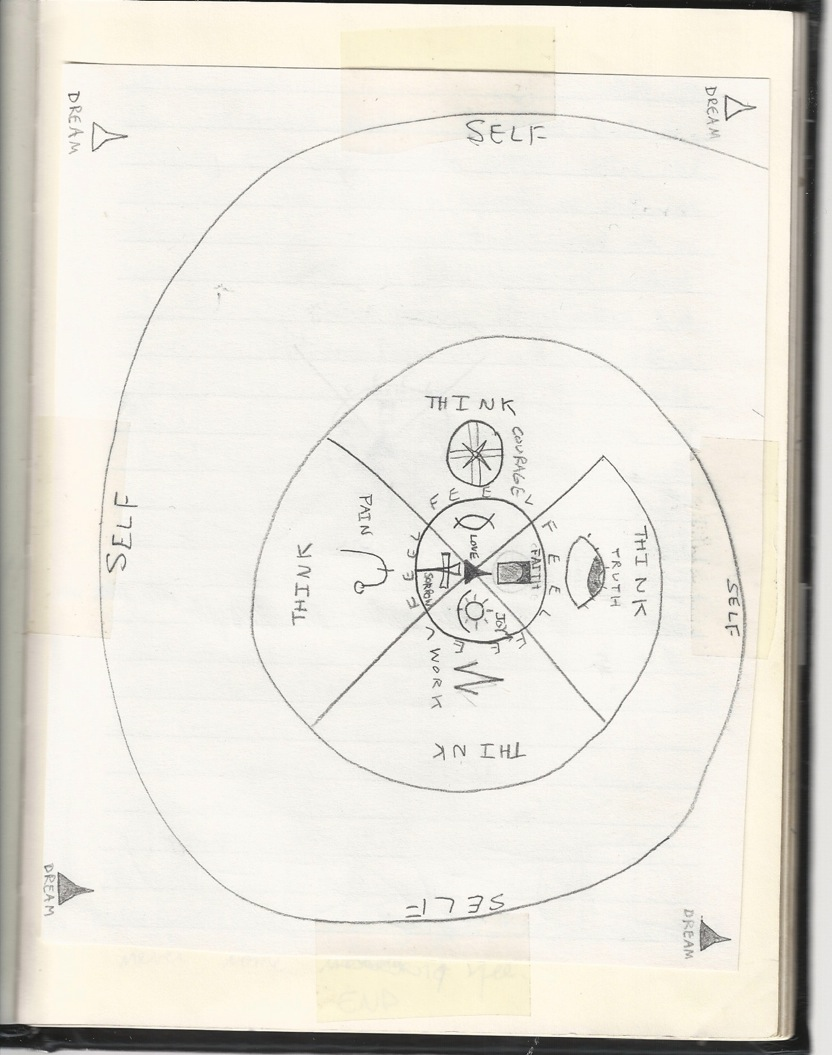 DREAM
DREAM
SELF
THINK
COURAGE
FEEL
THINK
TRUTH
FEEL
PAIN
LOVE
FAITH
SELF
SELF
THINK
FEEL
SORROW
JOY
FEEL
WORK
THINK
DREAM
SELF
DREAM